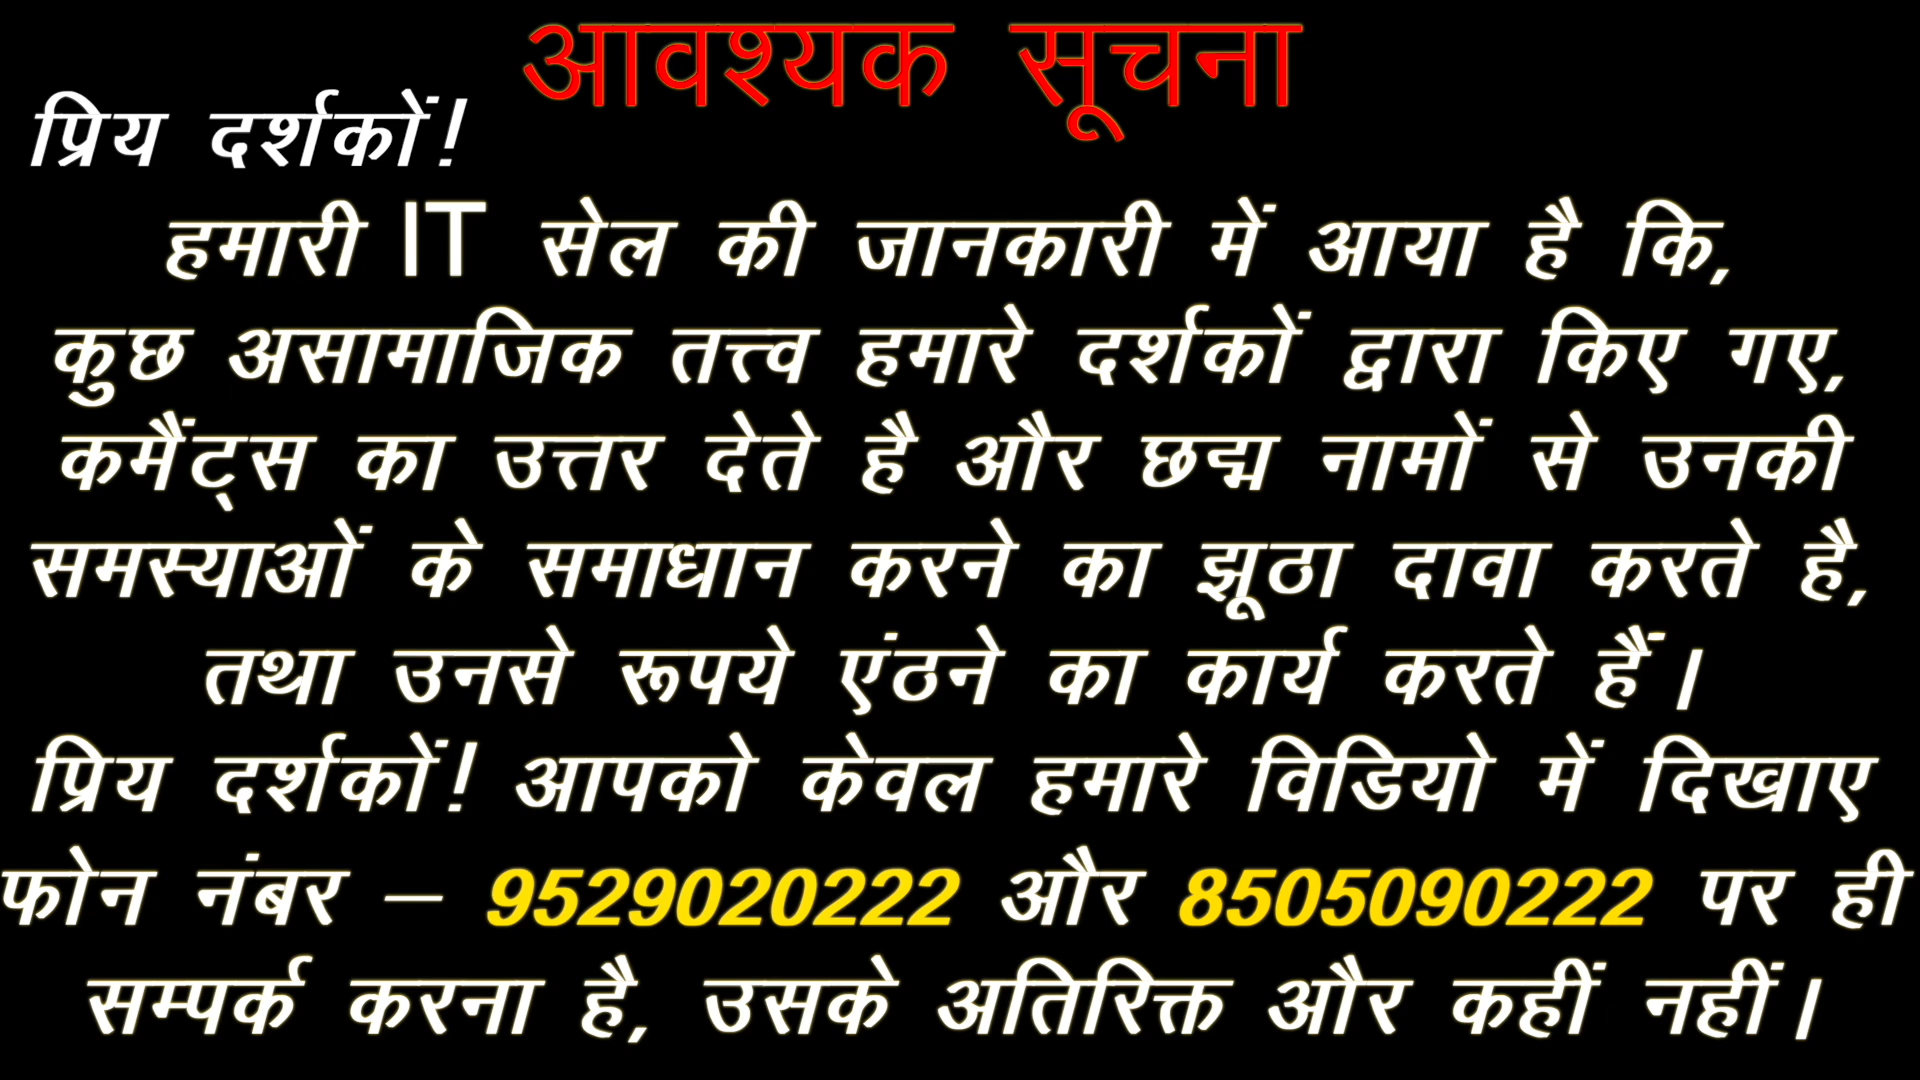 आवश्यक सूचना
प्रिय दर्शकों!
हमारी IT सेल की जानकारी में आया है कि,
कुछ असामाजिक तत्त्व हमारे दर्शकों द्वारा किए गए,
कमैंट्स का उत्तर देते है और छद्म नामों से उनकी
समस्याओं के समाधान करने का झूठा दावा करते है,
तथा उनसे रूपये एंठने का कार्य करते हैं।
प्रिय दर्शकों! आपको केवल हमारे विडियो में दिखाए
फोन नंबर – 9529020222 और 8505090222 पर ही
सम्पर्क करना है, उसके अतिरिक्त और कहीं नहीं।